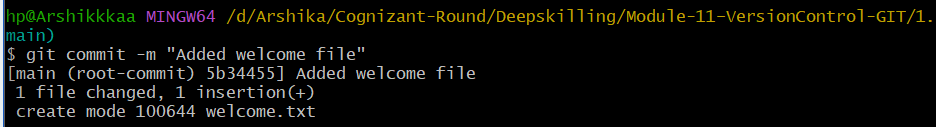 hp@Arshikkkaa MINGW64 /d/Arshika/Cognizant-Round/Deepskilling/Module-11-VersionControl-GIT/1.
main)
$ git commit -m "Added welcome file"
[main (root-commit) 5b34455] Added welcome file
 1 file changed, 1 insertion(+)
 create mode 100644 welcome.txt